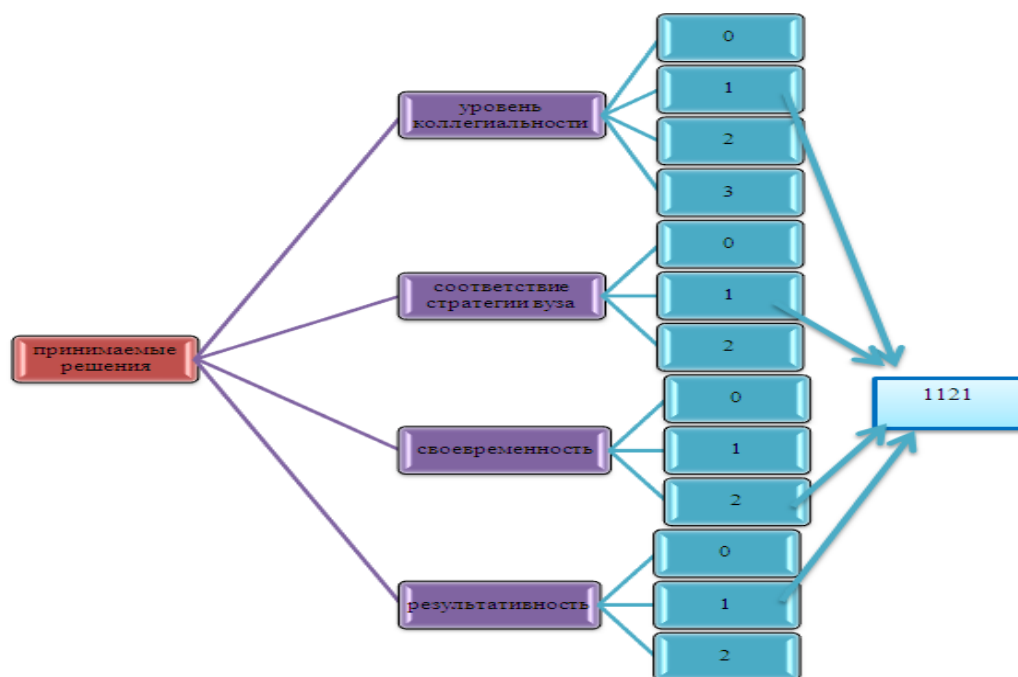 принимаемые
решения
уровень
коллегиальности
0
1
2
3
соответствие
стратегии вуза
0
1
2
своевременность
0
1
2
результативность
0
1
2
1121